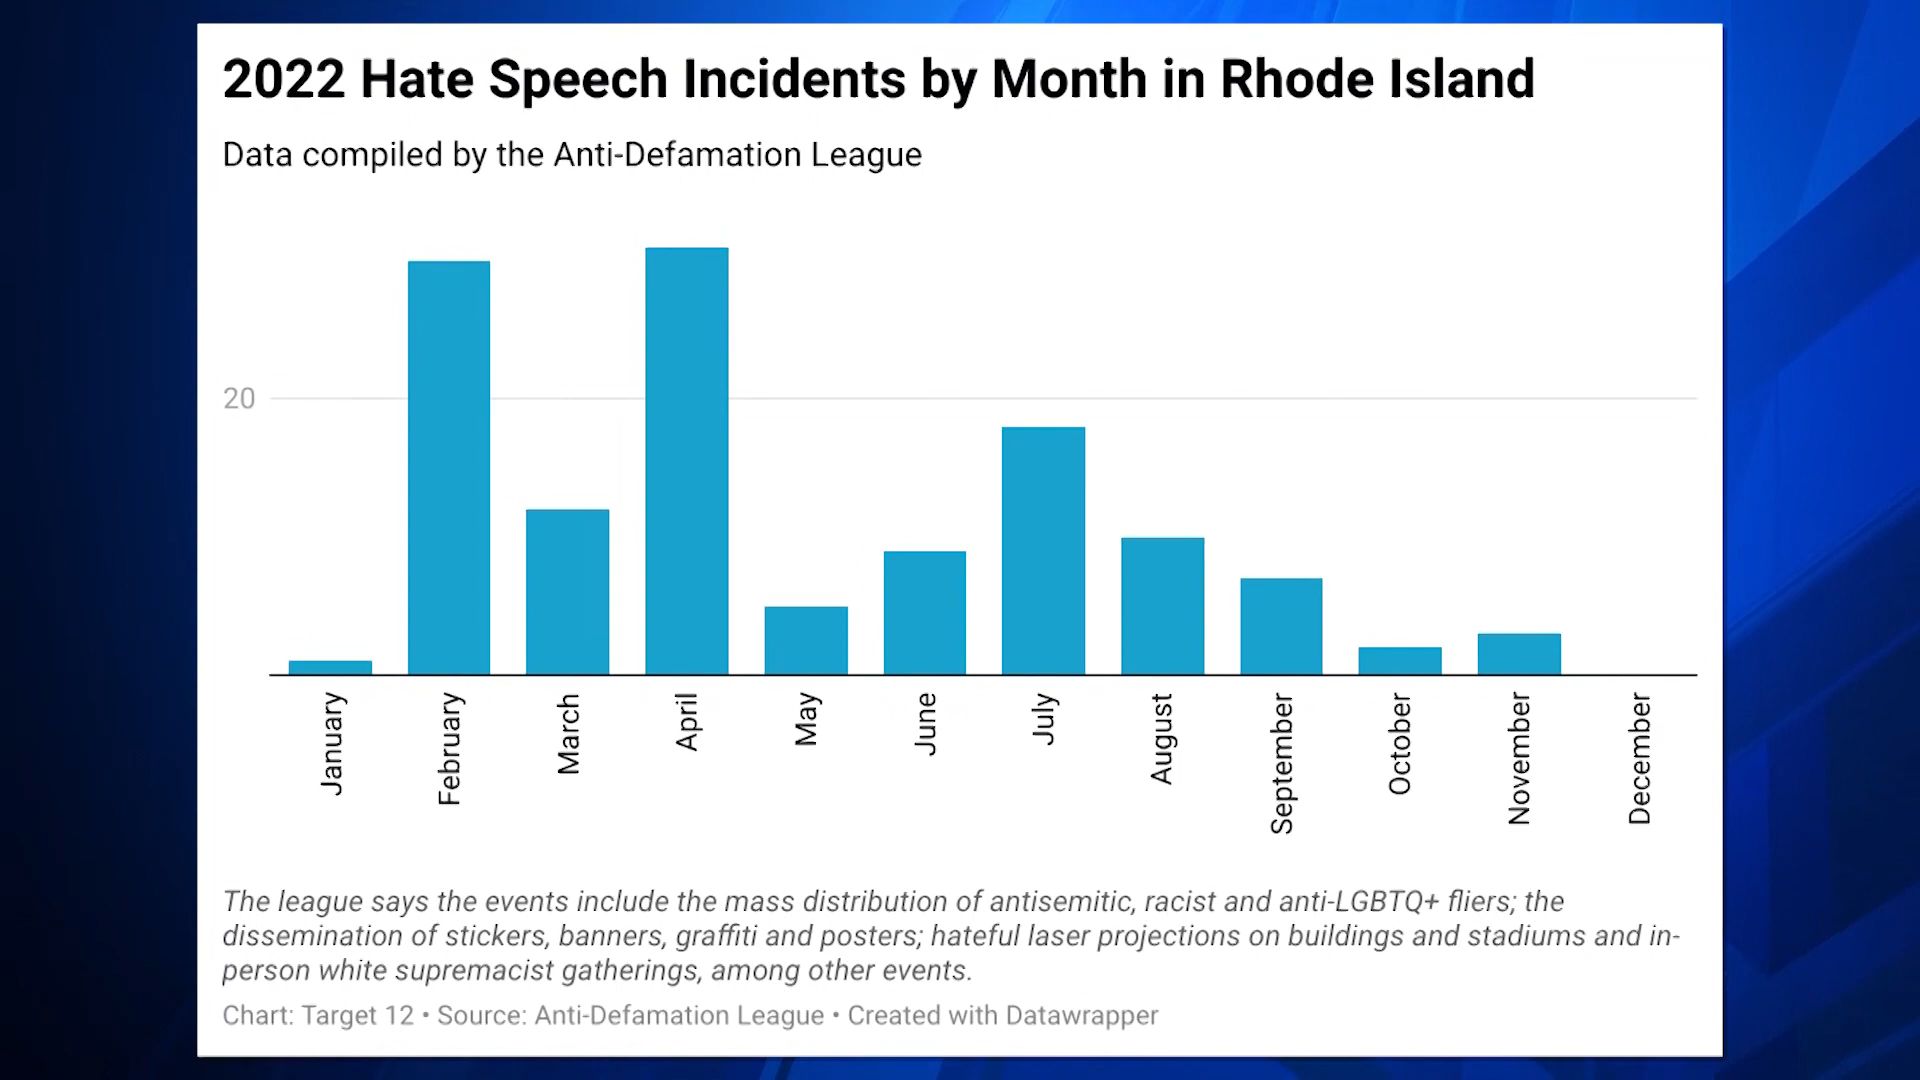 2022 Hate Speech Incidents by Month in Rhode Island
Data compiled by the Anti-Defamation League
20
January
February
March
April
May
June
July
August
September
October
November
December
The league says the events include the mass distribution of antisemitic, racist and anti-LGBTQ+ fliers; the
dissemination of stickers, banners, graffiti and posters; hateful laser projections on buildings and stadiums and in-
person white supremacist gatherings, among other events.
Chart: Target 12 • Source: Anti-Defamation League • Created with Datawrapper